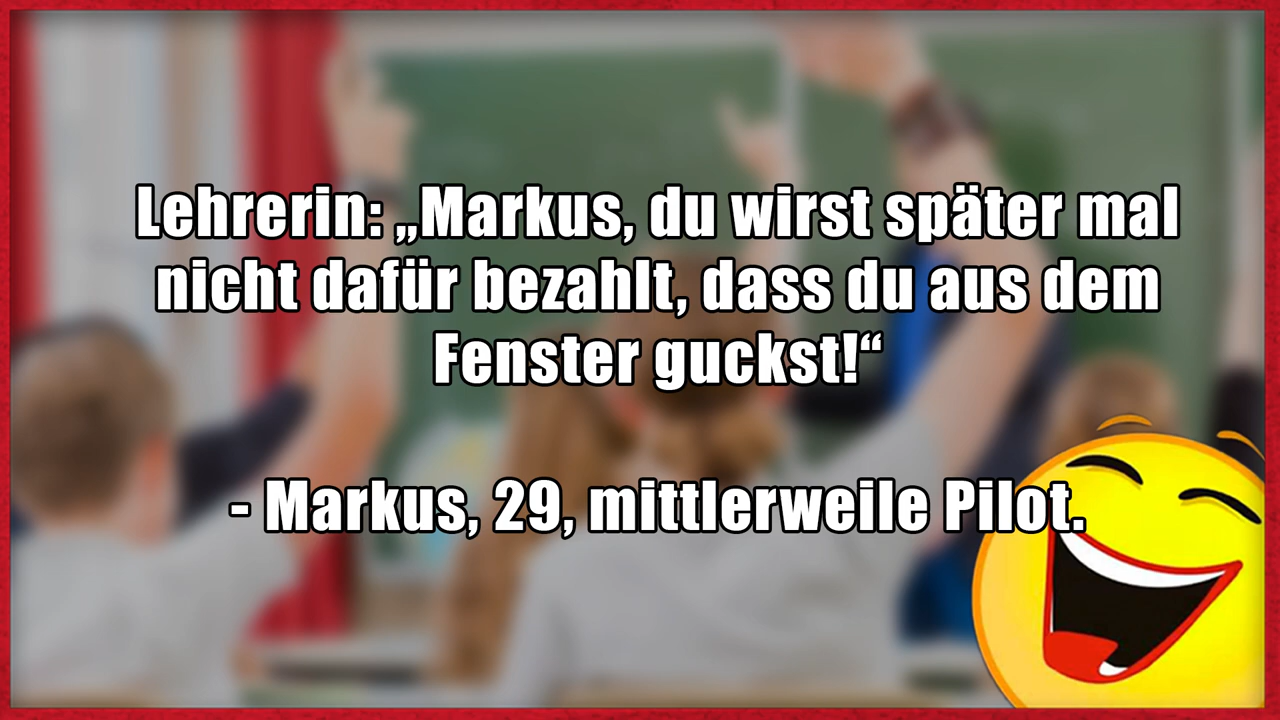 Lehrerin: „Markus, du wirst später mal
nicht dafür bezahlt, dass du aus dem
Fenster guckst!“
- Markus, 29, mittlerweile Pilot.